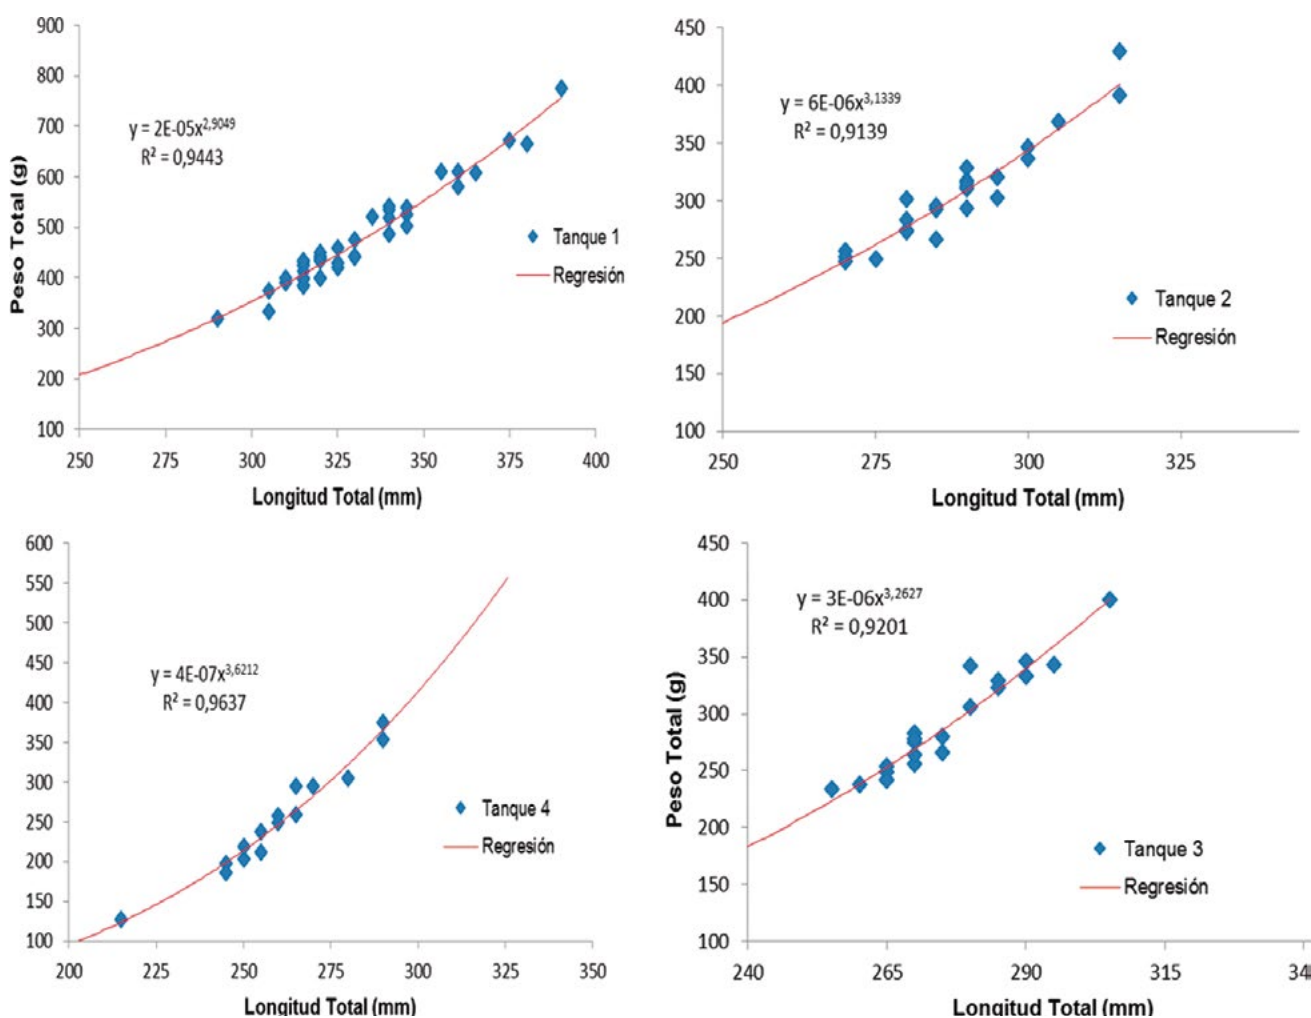 900
800
700
600
500
400
300
200
100
250
275
300
325
350
375
400
Peso Total (g)
Longitud Total (mm)
y = 2E-05x^2,9049
R² = 0,9443
Tanque 1
Regresión
450
400
350
300
250
200
150
100
250
275
300
325
Longitud Total (mm)
y = 6E-06x^3,1339
R² = 0,9139
Tanque 2
Regresión
600
550
500
450
400
350
300
250
200
150
100
200
225
250
275
300
325
350
Longitud Total (mm)
y = 4E-07x^3,6212
R² = 0,9637
Tanque 4
Regresión
450
400
350
300
250
200
150
100
240
265
290
315
Peso Total (g)
Longitud Total (mm)
y = 3E-06x^3,2627
R² = 0,9201
Tanque 3
Regresión